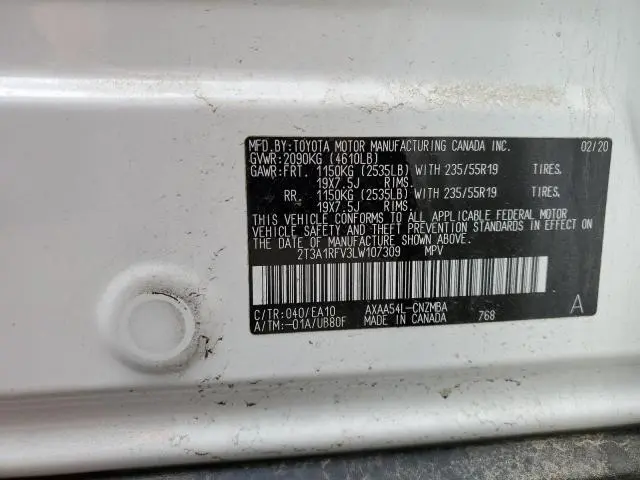 MFD.BY:TOYOTA MOTOR MANUFACTURING CANADA INC. 02/20
GVWR:2090KG (4610LB)
GAWR:FRT. 1150KG (2535LB) WITH 235/55R19 TIRES.
19X7.5J RIMS.
RR. 1150KG (2535LB) WITH 235/55R19 TIRES.
19X7.5J RIMS.
THIS VEHICLE CONFORMS TO ALL APPLICABLE FEDERAL MOTOR
VEHICLE SAFETY AND THEFT PREVENTION STANDARDS IN EFFECT
ON THE DATE OF MANUFACTURE SHOWN ABOVE.
2T3A1RFV3LW107309 MPV
C/TR:040/EA10 AXAA54L-CNZMBA A
A/TM:-01A/UB80F MADE IN CANADA 768